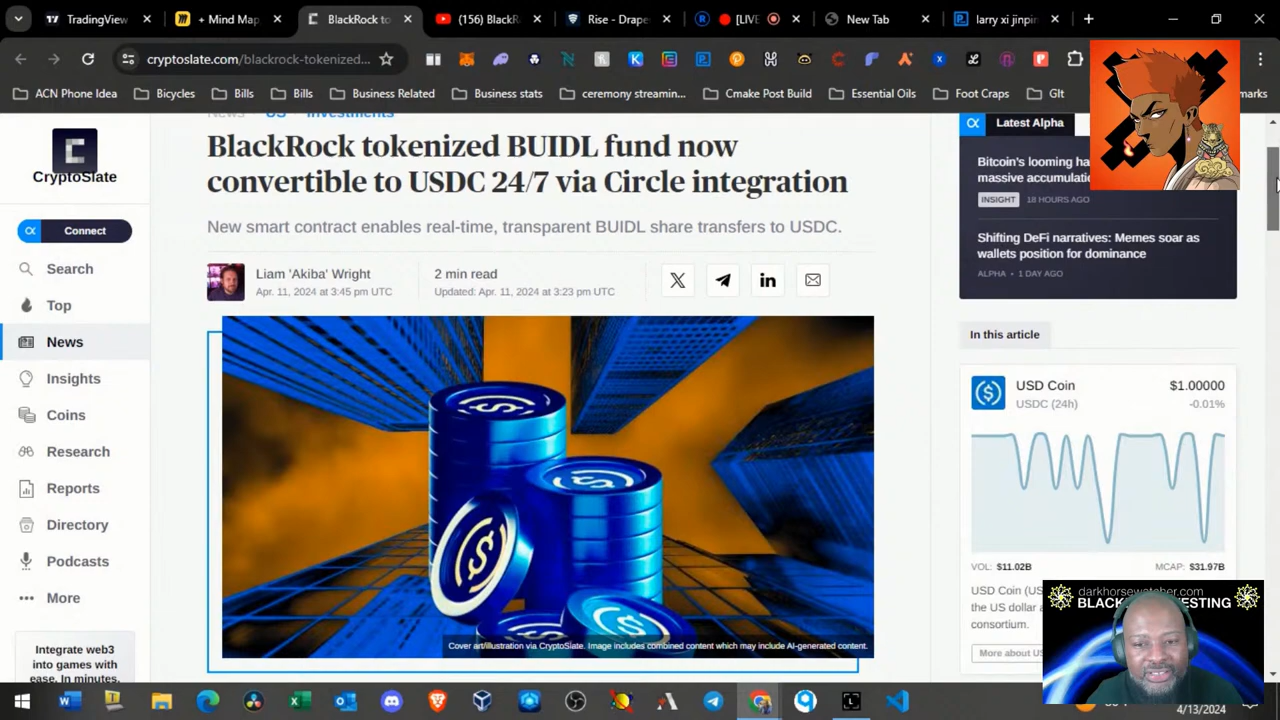 TradingView
+ Mind Map
BlackRock to
(156) BlackR
Rise - Drape
[LIVE
New Tab
larry xi jinpin
cryptoslate.com/blackrock-tokenized...
ACN Phone Idea
Bicycles
Bills
Bills
Business Related
Business stats
ceremony streamin...
Cmake Post Build
Essential Oils
Foot Craps
GIt
marks
CryptoSlate
Connect
Search
Top
News
Insights
Coins
Research
Reports
Directory
Podcasts
More
Integrate web3
into games with
ease. In minutes.
News
US
Investments
BlackRock tokenized BUIDL fund now
convertible to USDC 24/7 via Circle integration
New smart contract enables real-time, transparent BUIDL share transfers to USDC.
Liam 'Akiba' Wright
Apr. 11, 2024 at 3:45 pm UTC
2 min read
Updated: Apr. 11, 2024 at 3:23 pm UTC
Cover art/illustration via CryptoSlate. Image includes combined content which may include AI-generated content.
Latest Alpha
Bitcoin's looming ha
massive accumulati
INSIGHT
18 HOURS AGO
Shifting DeFi narratives: Memes soar as
wallets position for dominance
ALPHA • 1 DAY AGO
In this article
USD Coin
$1.00000
USDC (24h)
-0.01%
VOL: $11.02B
MCAP: $31.97B
USD Coin (US
the US dollar a
consortium.
More about US
darkhorsewatcher.com
BLACK
ESTING
4/13/2024